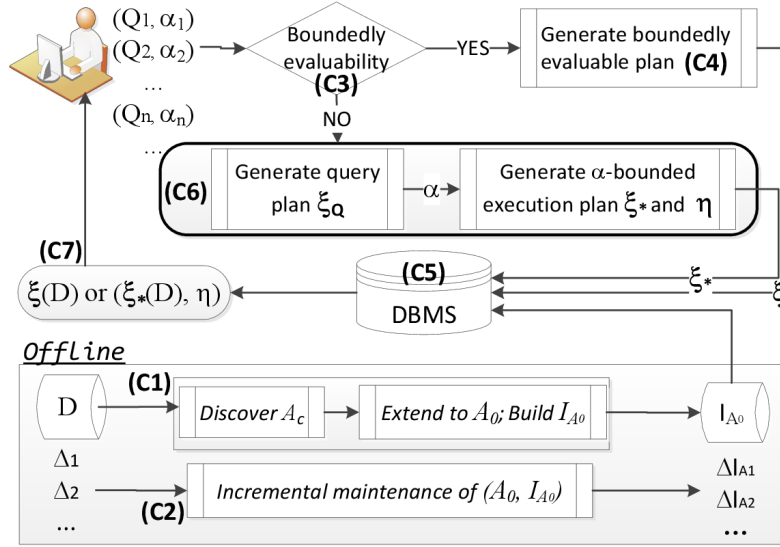 (Q1, α1)
(Q2, α2)
...
(Qn, αn)
...
Boundedly
evaluability
(C3)
YES
Generate boundedly
evaluable plan (C4)
NO
(C6)
Generate query
plan ξQ
α
Generate α-bounded
execution plan ξ* and η
(C7)
ξ(D) or (ξ*(D), η)
(C5)
DBMS
ξ*
ξ
Offline
(C1)
D
Discover Ac
Extend to A0; Build IA0
IA0
Δ1
Δ2
...
(C2)
Incremental maintenance of (A0, IA0)
ΔIA1
ΔIA2
...